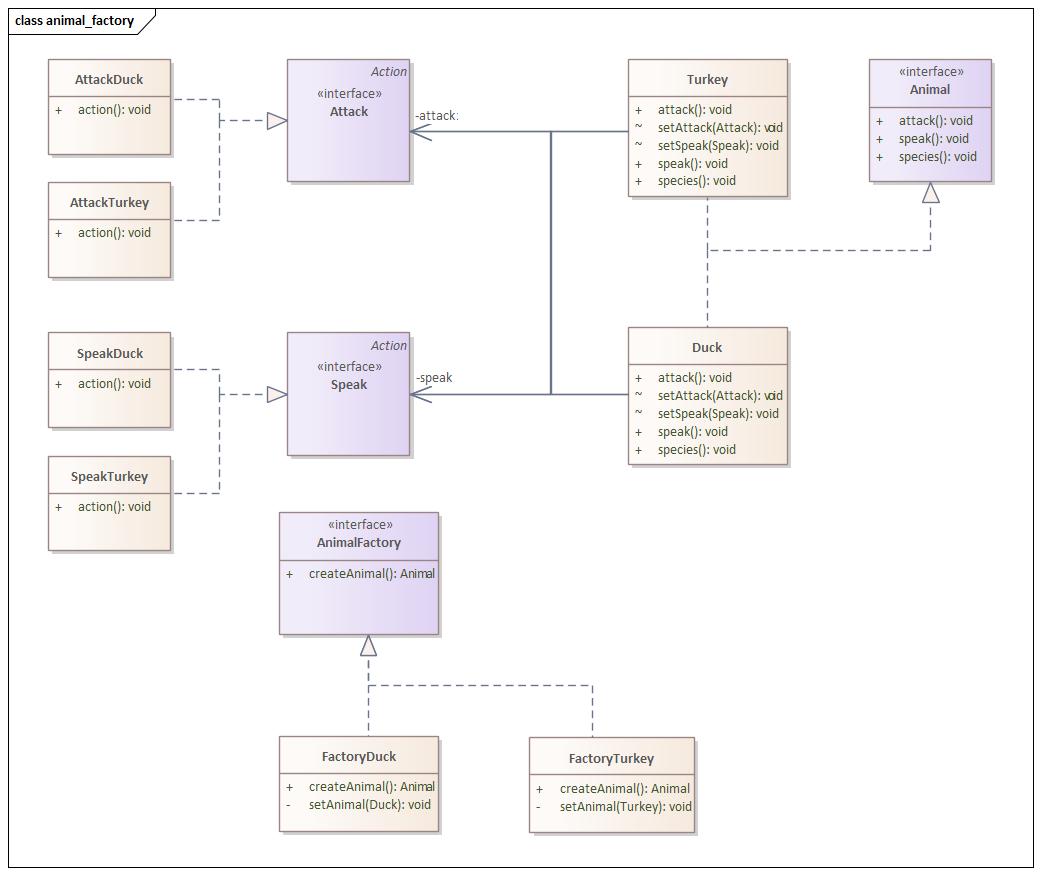 class animal_factory
AttackDuck
+ action(): void
AttackTurkey
+ action(): void
Action
«interface»
Attack
-attack:
Turkey
+ attack(): void
~ setAttack(Attack): void
~ setSpeak(Speak): void
+ speak(): void
+ species(): void
«interface»
Animal
+ attack(): void
+ speak(): void
+ species(): void
SpeakDuck
+ action(): void
SpeakTurkey
+ action(): void
Action
«interface»
Speak
-speak
Duck
+ attack(): void
~ setAttack(Attack): void
~ setSpeak(Speak): void
+ speak(): void
+ species(): void
«interface»
AnimalFactory
+ createAnimal(): Animal
FactoryDuck
+ createAnimal(): Animal
- setAnimal(Duck): void
FactoryTurkey
+ createAnimal(): Animal
- setAnimal(Turkey): void